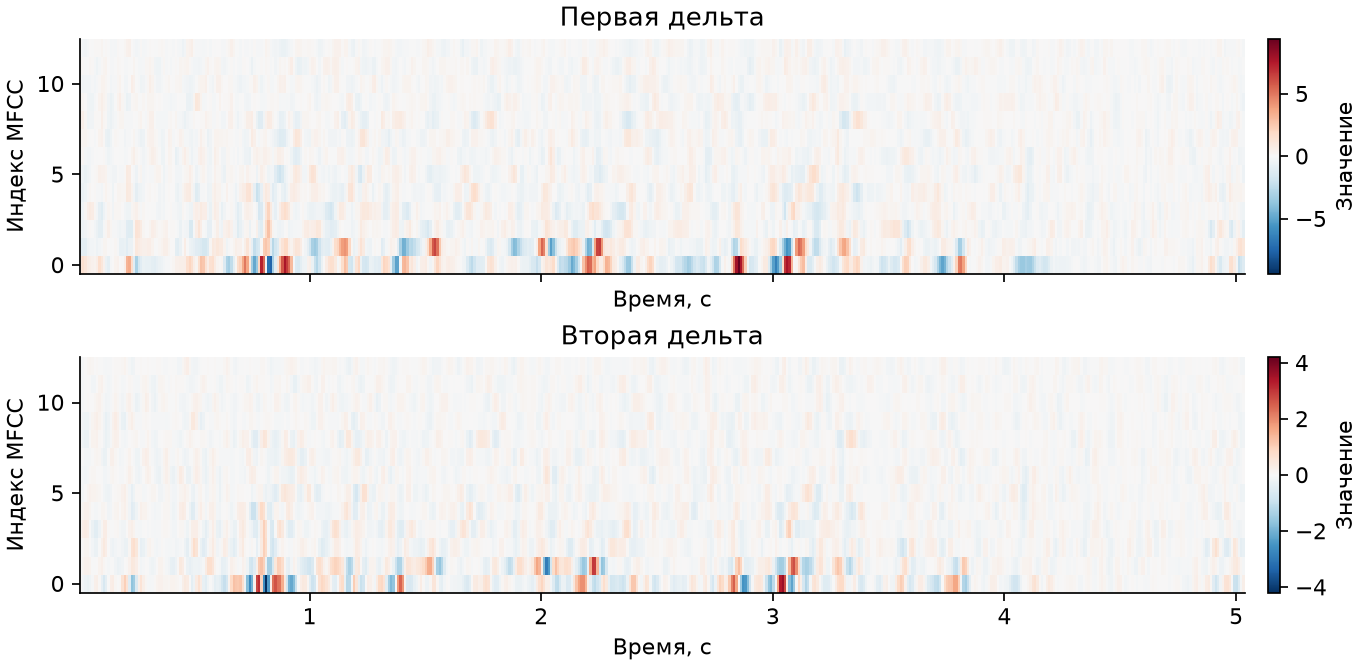 Первая дельта
Индекс MFCC
10
5
0
Время, с
5
0
−5
Значение
Вторая дельта
Индекс MFCC
10
5
0
1
2
3
4
5
Время, с
4
2
0
−2
−4
Значение